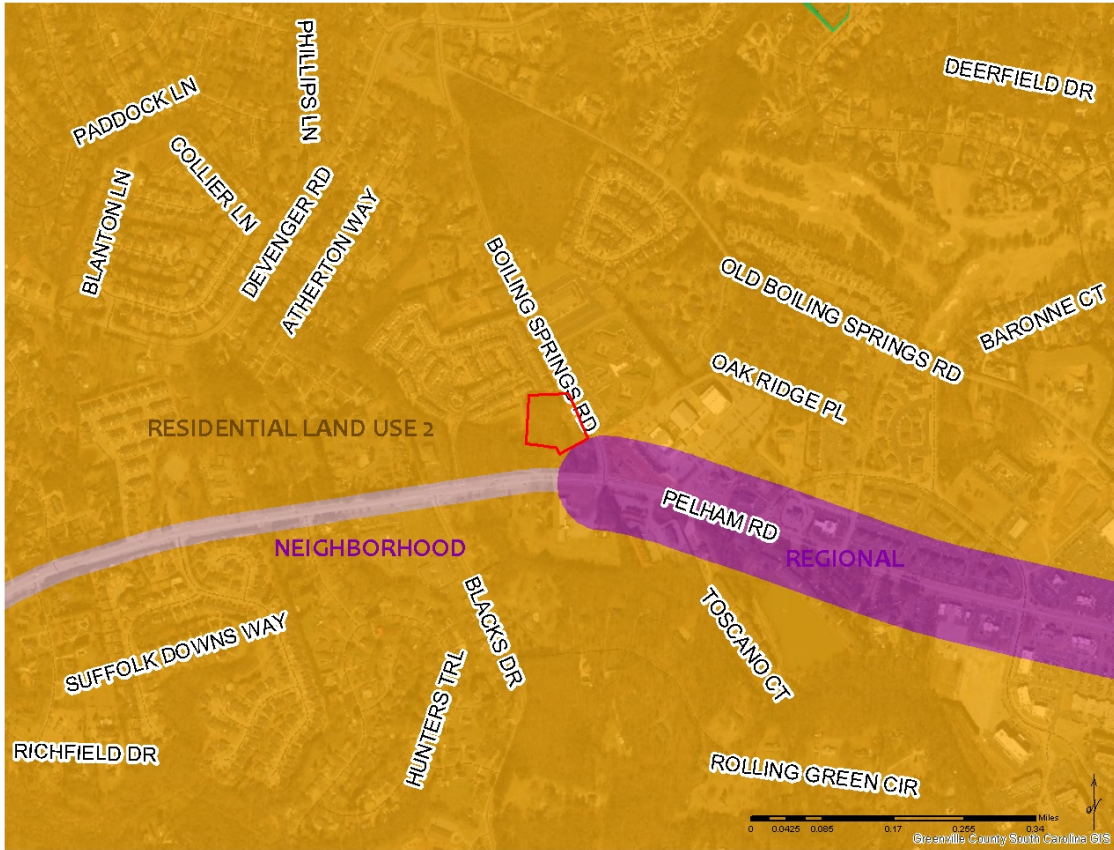 DEERFIELD DR
PHILLIPS LN
PADDOCK LN
COLLIER LN
BLANTON LN
DEVENGER RD
ATHERTON WAY
BOILING SPRINGS RD
OLD BOILING SPRINGS RD
BARONNE CT
OAK RIDGE PL
RESIDENTIAL LAND USE 2
PELHAM RD
NEIGHBORHOOD
REGIONAL
BLACKS DR
TOSCANO CT
SUFFOLK DOWNS WAY
HUNTERS TRL
RICHFIELD DR
ROLLING GREEN CIR
N
Miles
0 0.0425 0.085 0.17 0.255 0.34
Greenville County South Carolina GIS